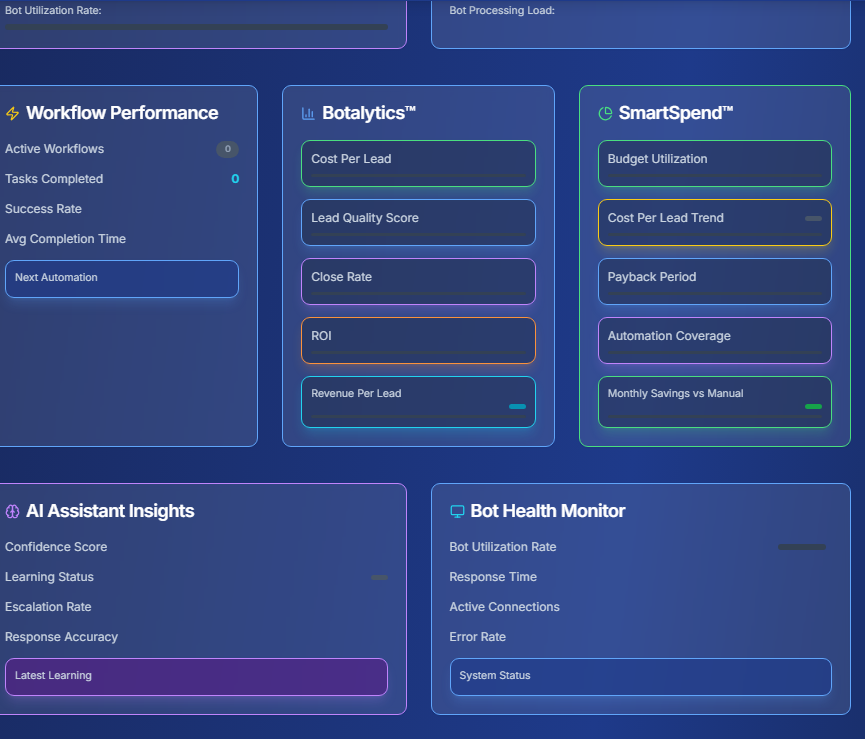 Bot Utilization Rate:
Bot Processing Load:
Workflow Performance
Active Workflows 0
Tasks Completed 0
Success Rate
Avg Completion Time
Next Automation
Botalytics™
Cost Per Lead
Lead Quality Score
Close Rate
ROI
Revenue Per Lead
SmartSpend™
Budget Utilization
Cost Per Lead Trend
Payback Period
Automation Coverage
Monthly Savings vs Manual
AI Assistant Insights
Confidence Score
Learning Status
Escalation Rate
Response Accuracy
Latest Learning
Bot Health Monitor
Bot Utilization Rate
Response Time
Active Connections
Error Rate
System Status